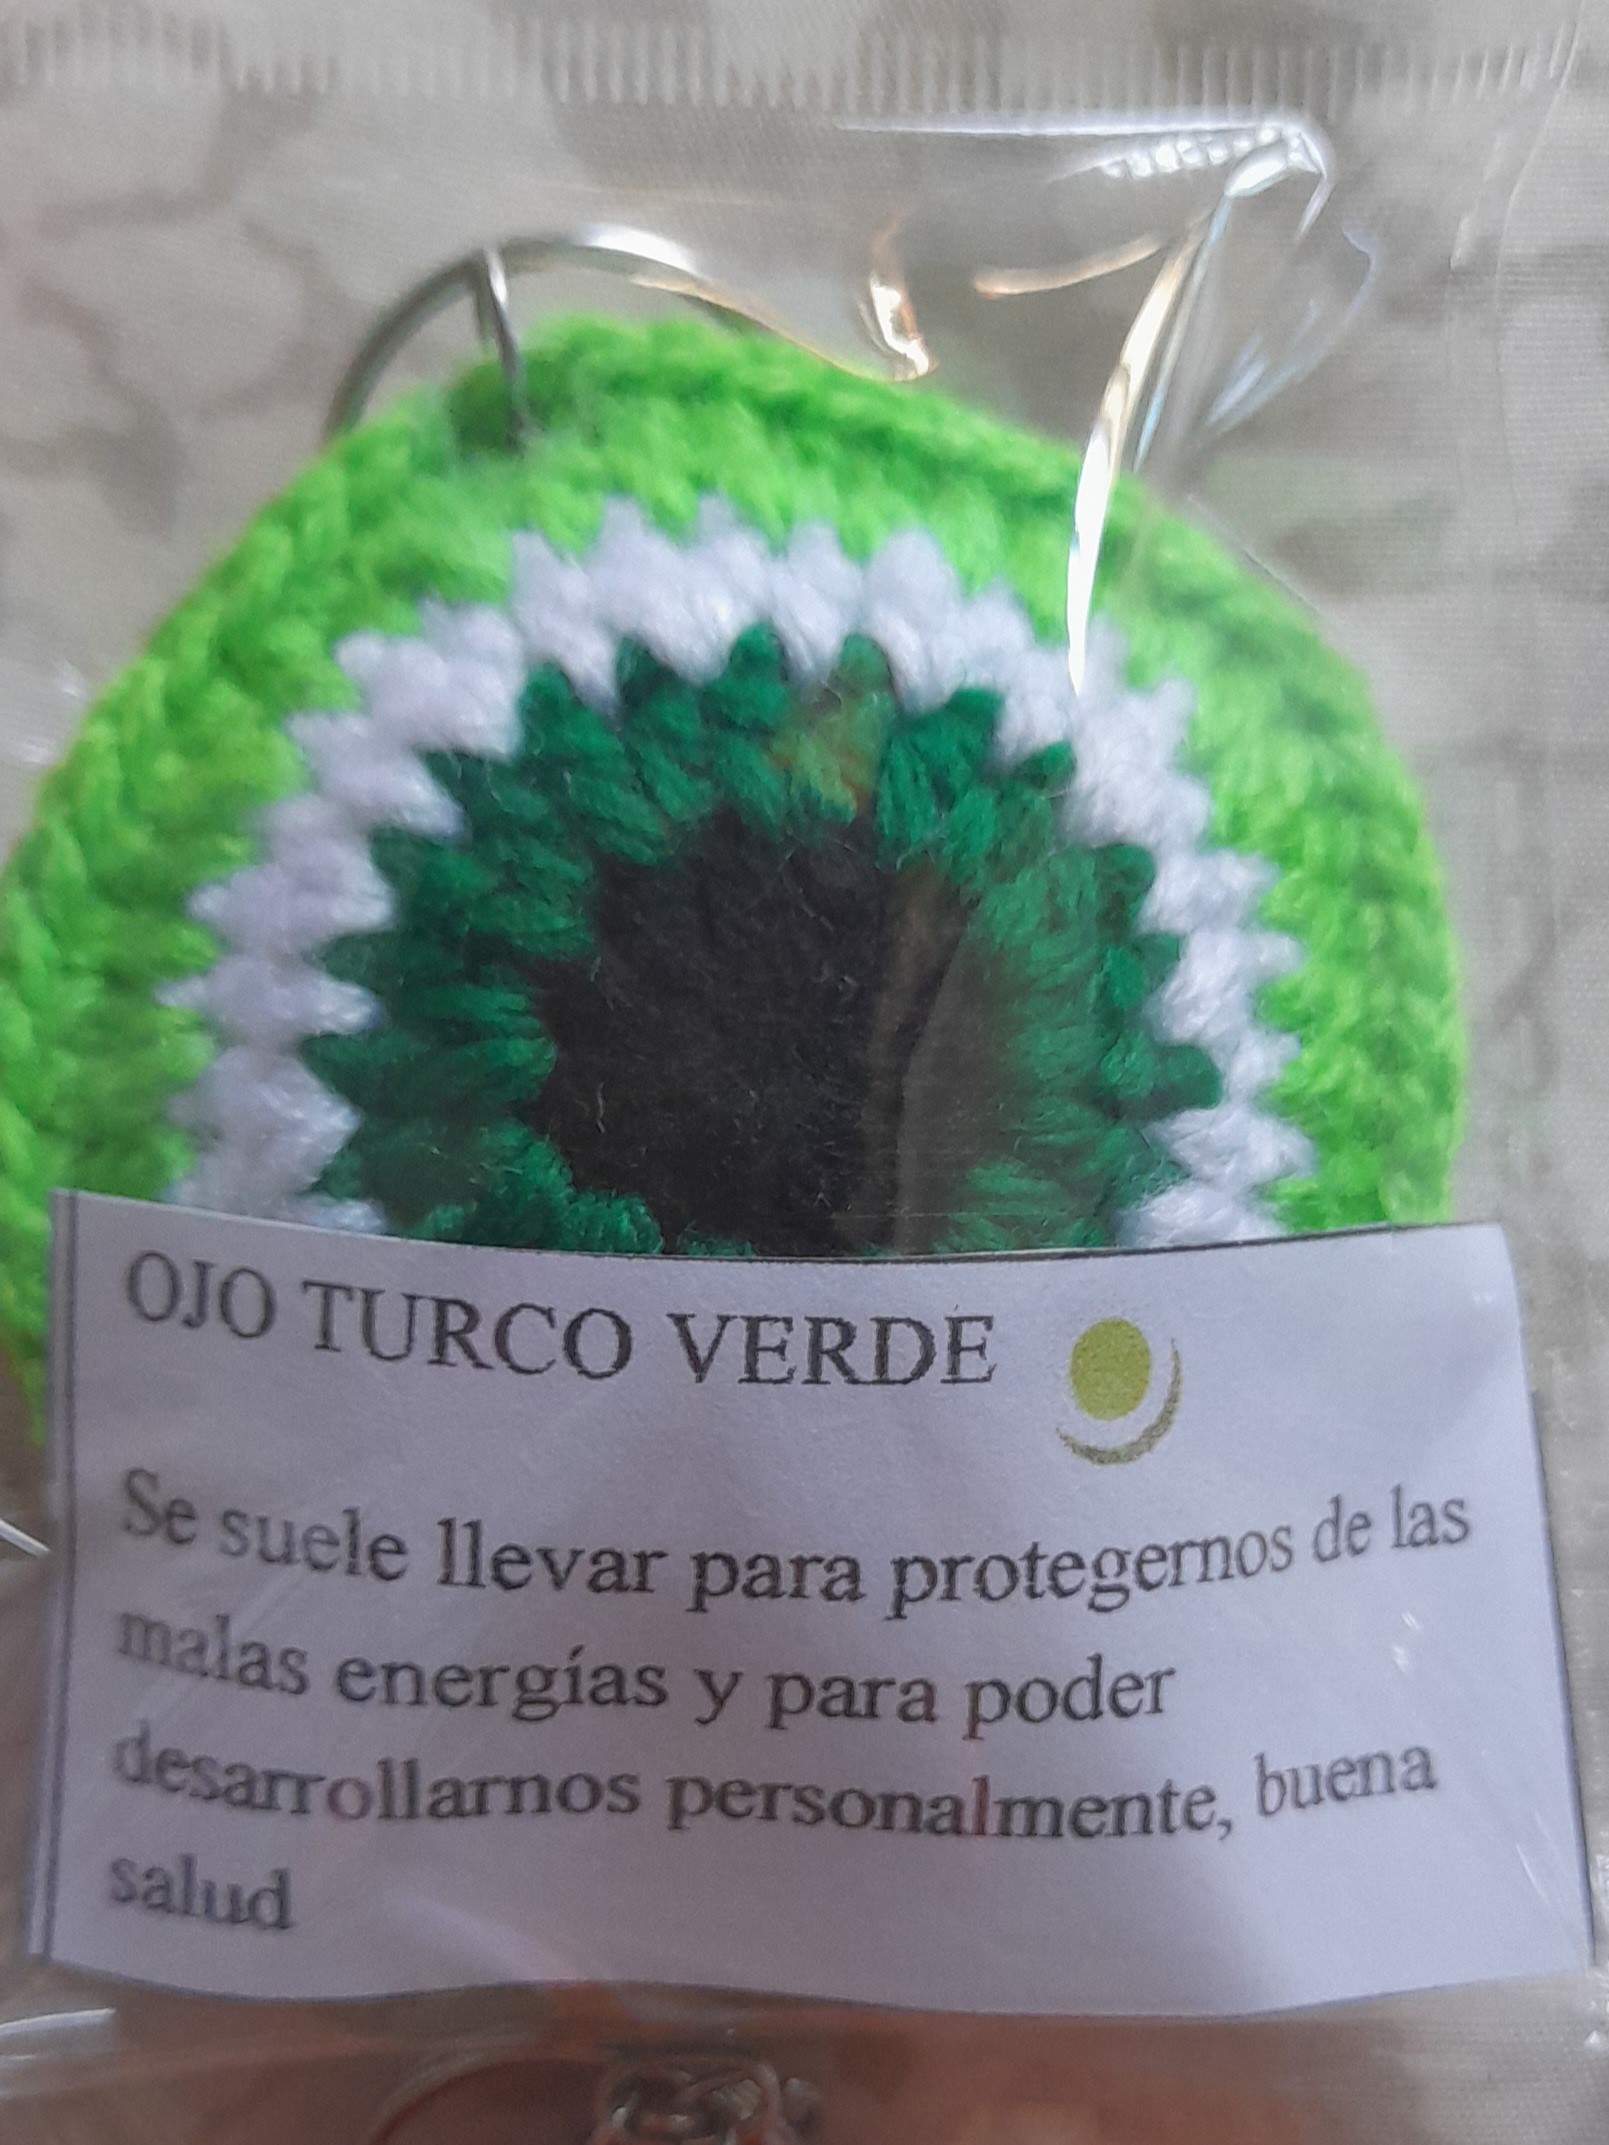 OJO TURCO VERDE
Se suele llevar para protegernos de las
malas energías y para poder
desarrollarnos personalmente, buena
salud